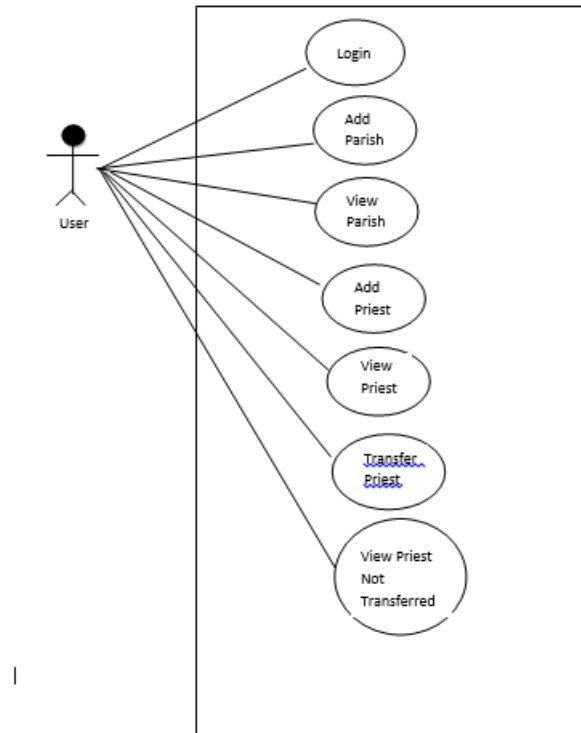 Login
Add
Parish
User
View
Parish
Add
Priest
View
Priest
Transfer
Priest
View Priest
Not
Transferred